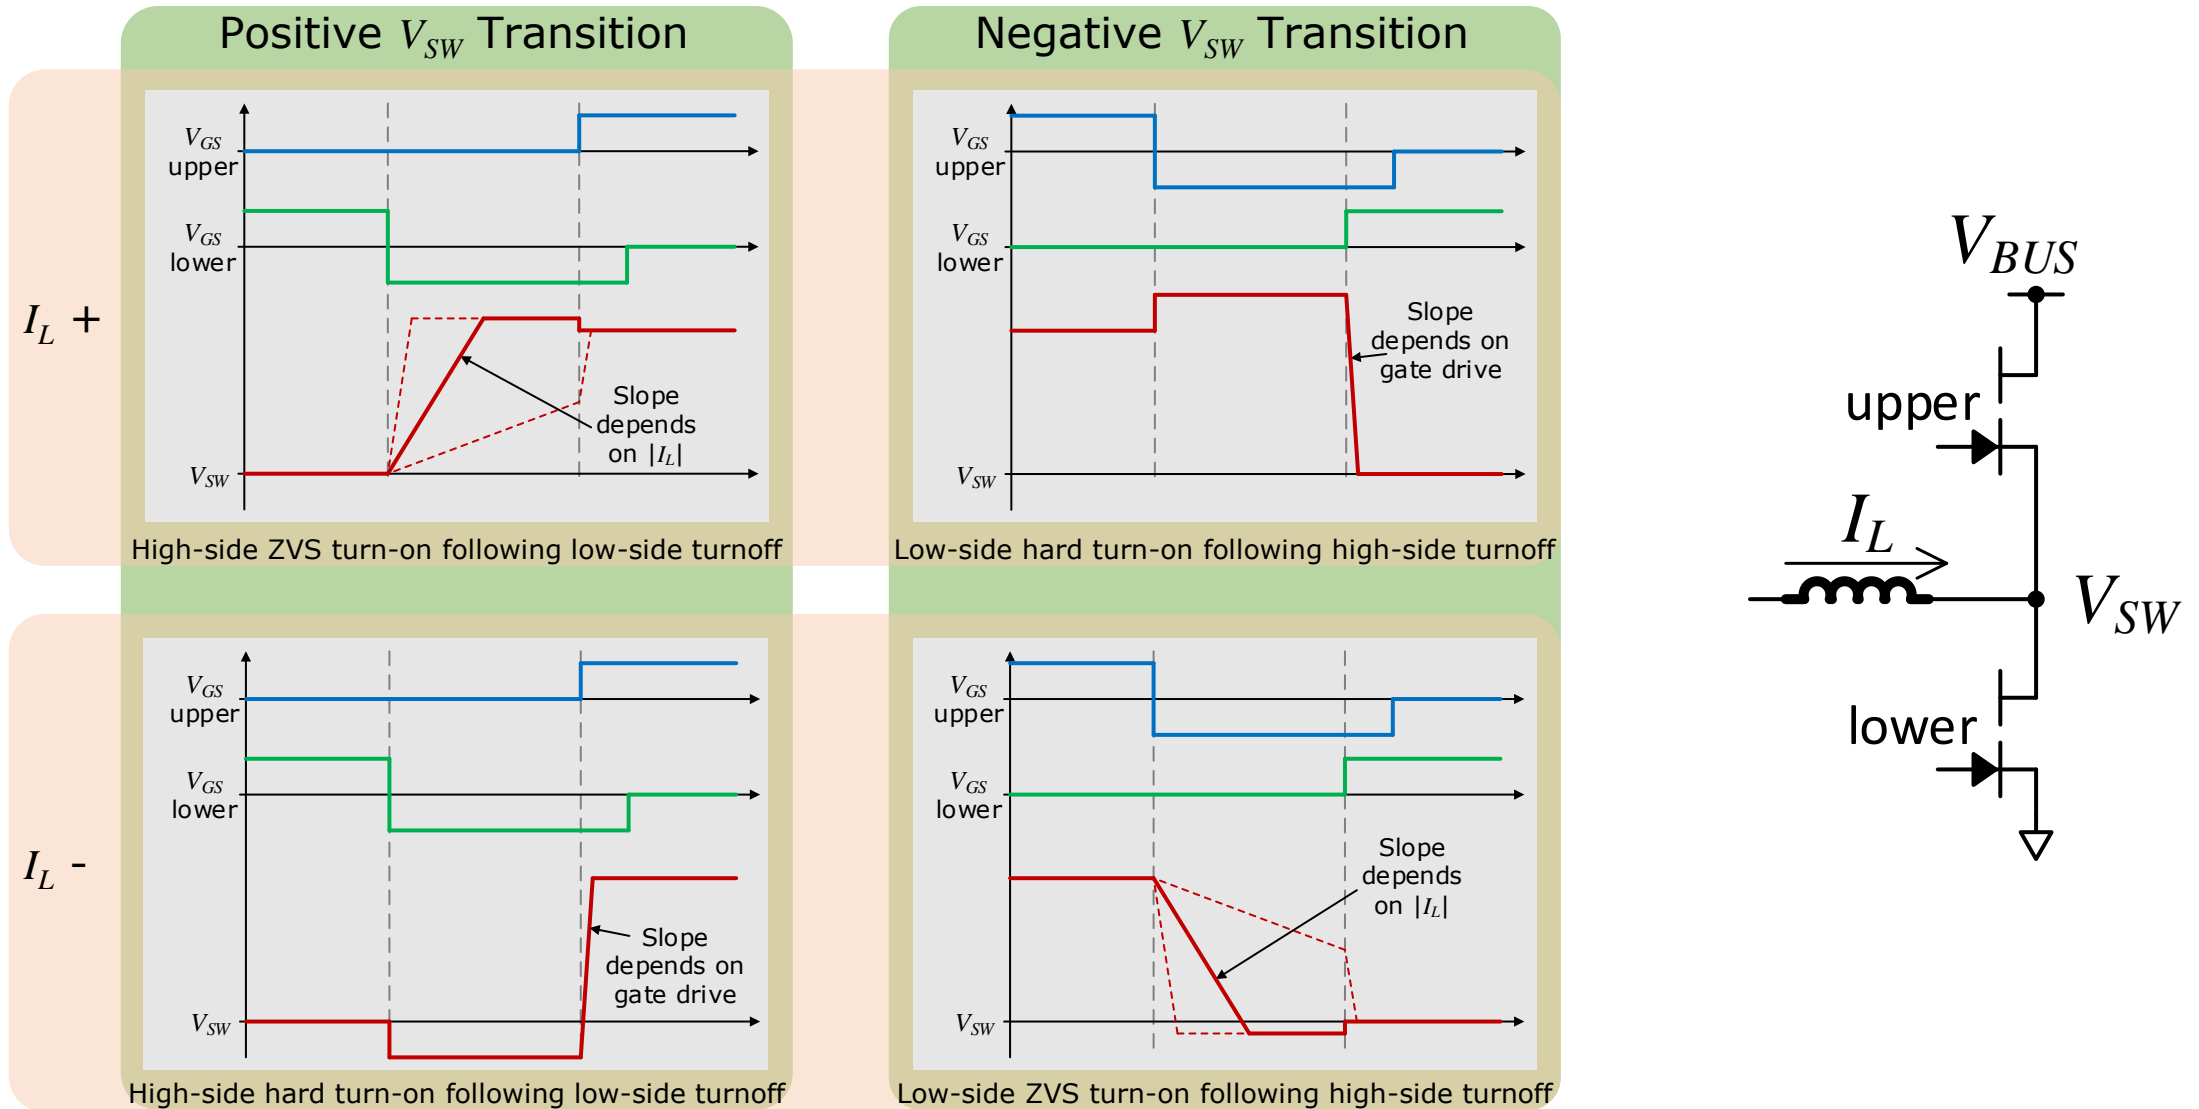 Positive V_SW Transition
Negative V_SW Transition
I_L +
V_GS
upper
V_GS
lower
Slope
depends
on |I_L|
V_SW
High-side ZVS turn-on following low-side turnoff
V_GS
upper
V_GS
lower
Slope
depends on
gate drive
V_SW
Low-side hard turn-on following high-side turnoff
I_L -
V_GS
upper
V_GS
lower
Slope
depends on
gate drive
V_SW
High-side hard turn-on following low-side turnoff
V_GS
upper
V_GS
lower
Slope
depends
on |I_L|
V_SW
Low-side ZVS turn-on following high-side turnoff
V_BUS
upper
I_L
V_SW
lower